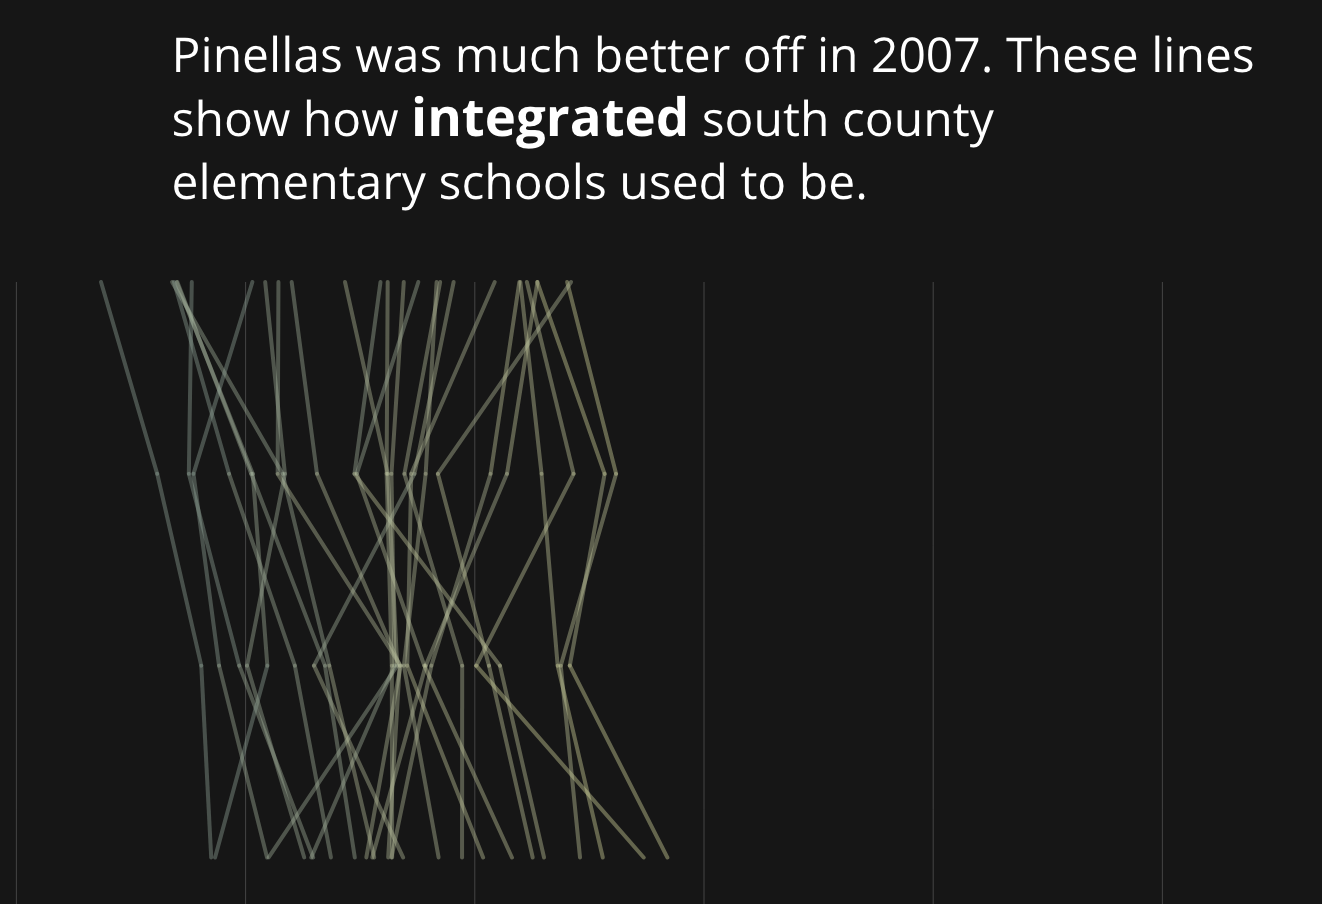 Pinellas was much better off in 2007. These lines
show how integrated south county
elementary schools used to be.